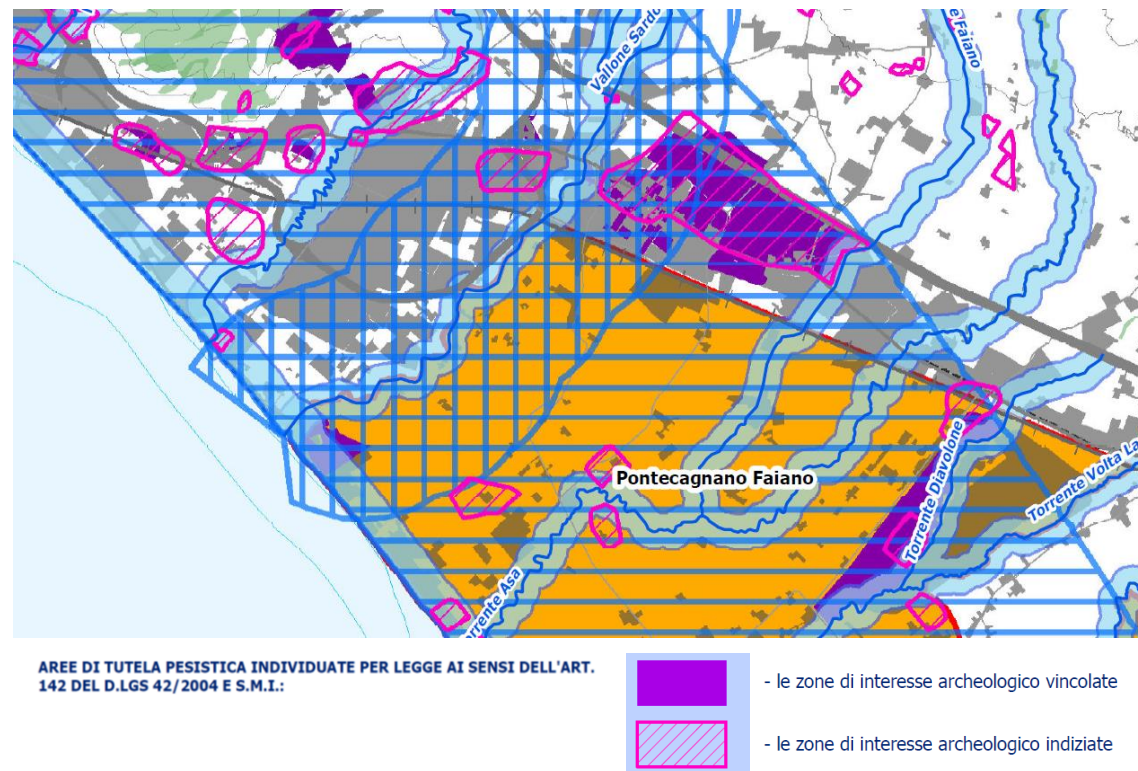 Vallone Sardo
e Faiano
Pontecagnano Faiano
Torrente Diavolone
Torrente Volta La
Torrente Asa
AREE DI TUTELA PESISTICA INDIVIDUATE PER LEGGE AI SENSI DELL'ART.
142 DEL D.LGS 42/2004 E S.M.I.:
- le zone di interesse archeologico vincolate
- le zone di interesse archeologico indiziate